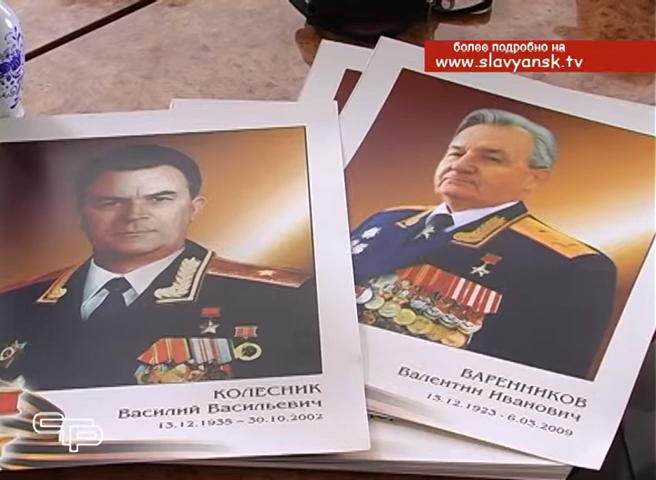 более подробно на
www.slavyansk.tv
КОЛЕСНИК
Василий Васильевич
13.12.1935 – 30.10.2002
ВАРЕННИКОВ
Валентин Иванович
15.12.1923 - 6.05.2009
СТР